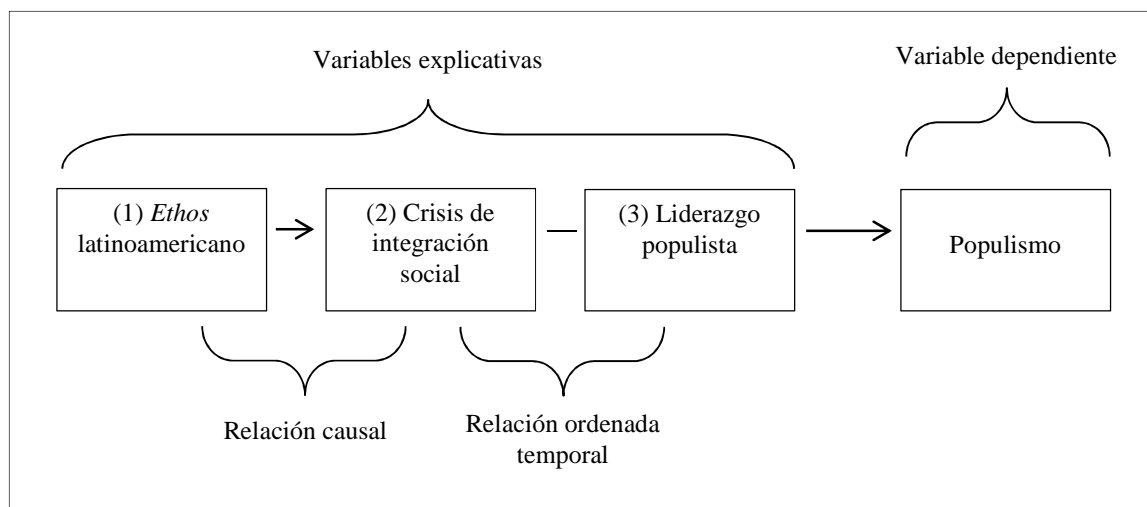 Variables explicativas
Variable dependiente
(1) Ethos
latinoamericano
(2) Crisis de
integración
social
(3) Liderazgo
populista
Populismo
Relación causal
Relación ordenada
temporal